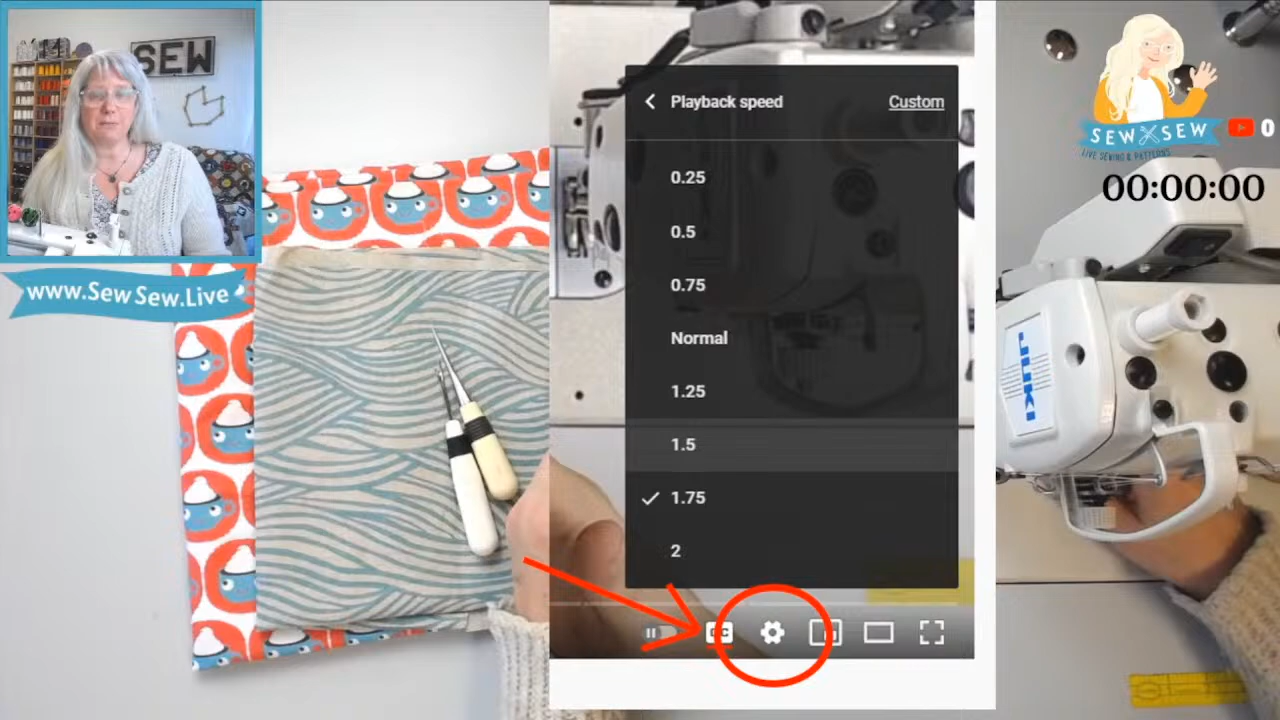 SEW
www.SewSew.Live
Playback speed
Custom
0.25
0.5
0.75
Normal
1.25
1.5
1.75
2
CC
SEW SEW
LIVE SEWING & PATTERNS
0
00:00:00
JUKI